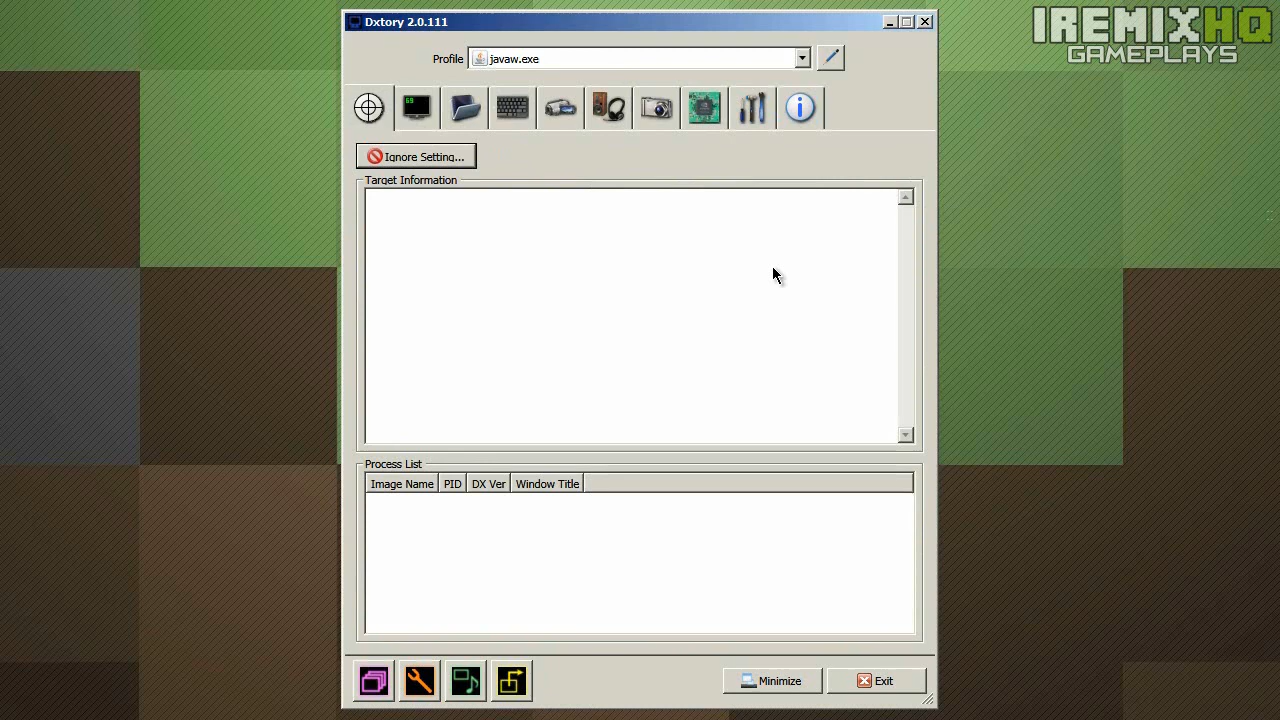 Dxtory 2.0.111
IREMIXHQ
GAMEPLAYS
Profile
javaw.exe
69
Ignore Setting...
Target Information
Process List
Image Name PID DX Ver Window Title
Minimize Exit